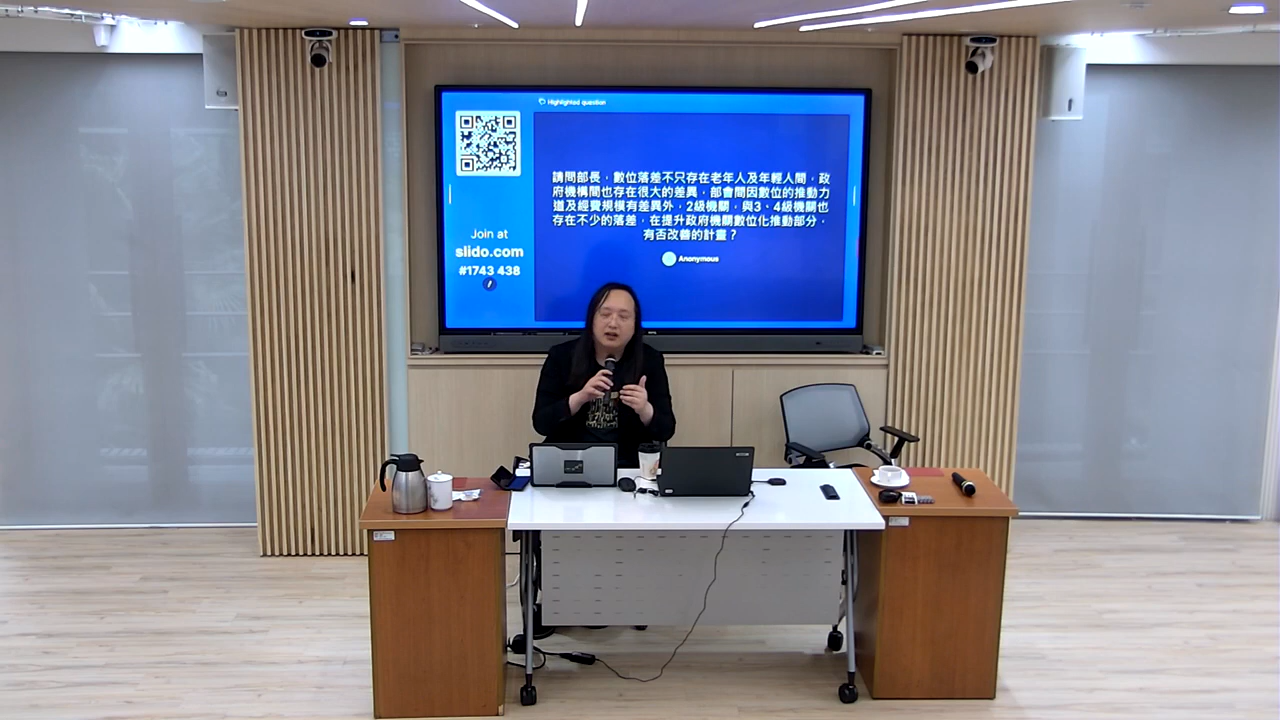 Highlighted question
請問部長，數位落差不只存在老年人及年輕人間，政
府機構間也存在很大的差異，部會間因數位的推動力
道及經費規模有差異外，2級機關，與3、4級機關也
存在不少的落差，在提升政府機關數位化推動部分，
有否改善的計畫？
Anonymous
Join at
slido.com
#1743 438